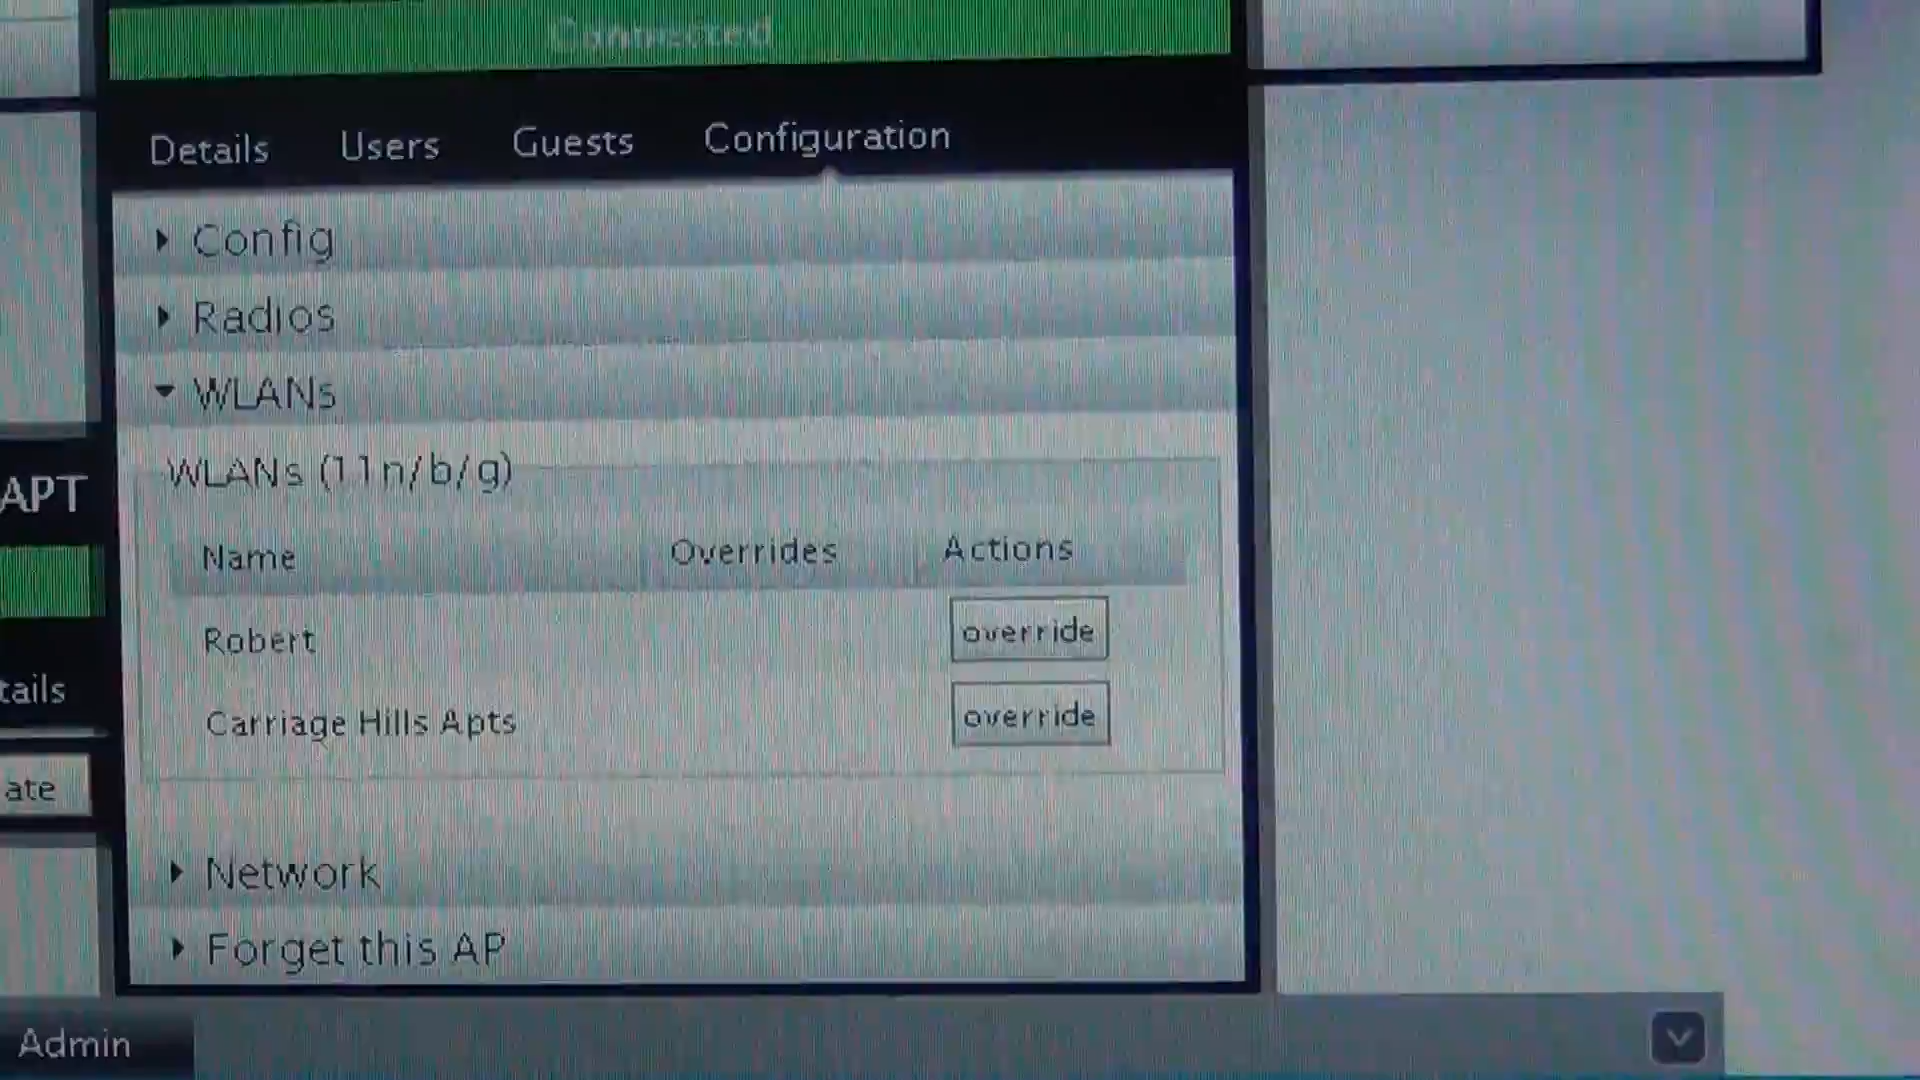 Connected
Details Users Guests Configuration
Config
Radios
WLANs
WLANs (11n/b/g)
Name Overrides Actions
Robert override
Carriage Hills Apts override
Network
Forget this AP
APT
tails
ate
Admin